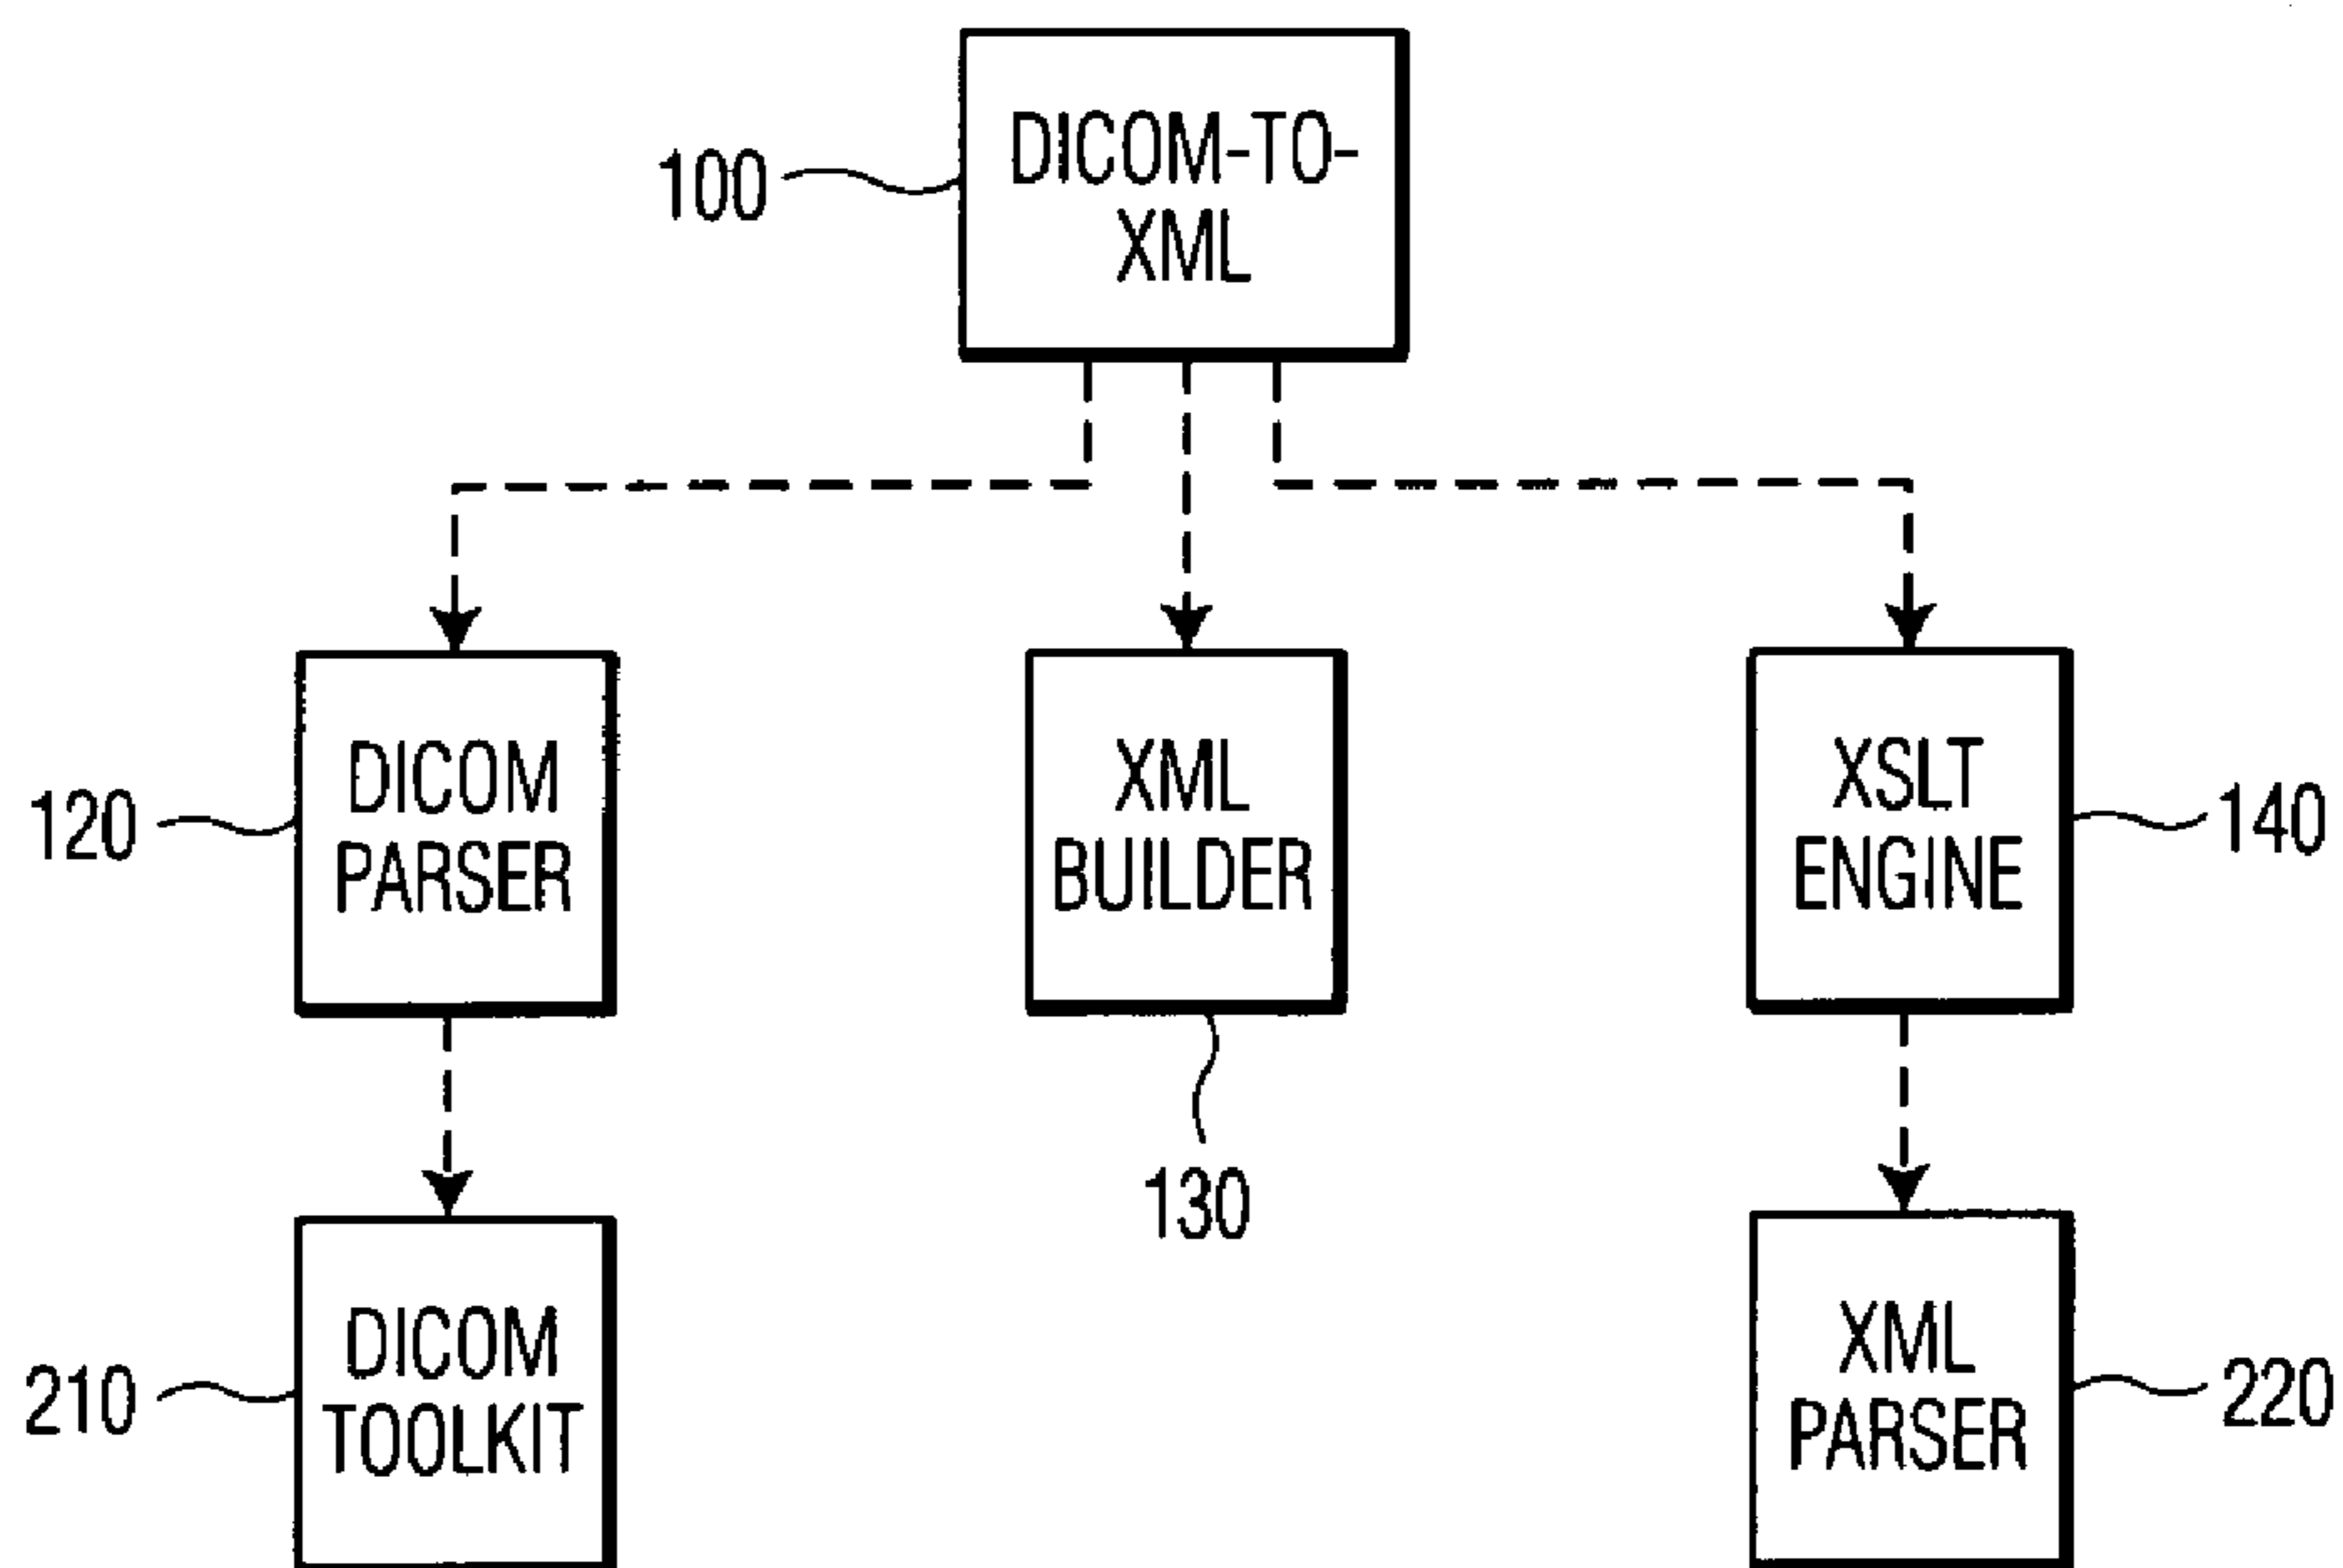 100
DICOM-TO-
XML
120
DICOM
PARSER
XML
BUILDER
130
XSLT
ENGINE
140
210
DICOM
TOOLKIT
XML
PARSER
220